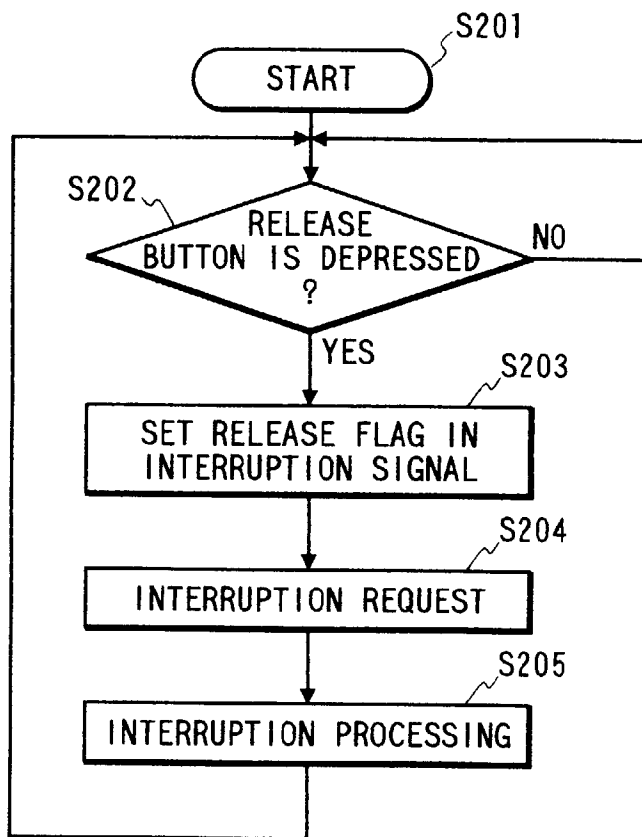 S201
START
S202
RELEASE
BUTTON IS DEPRESSED
?
NO
YES
S203
SET RELEASE FLAG IN
INTERRUPTION SIGNAL
S204
INTERRUPTION REQUEST
S205
INTERRUPTION PROCESSING